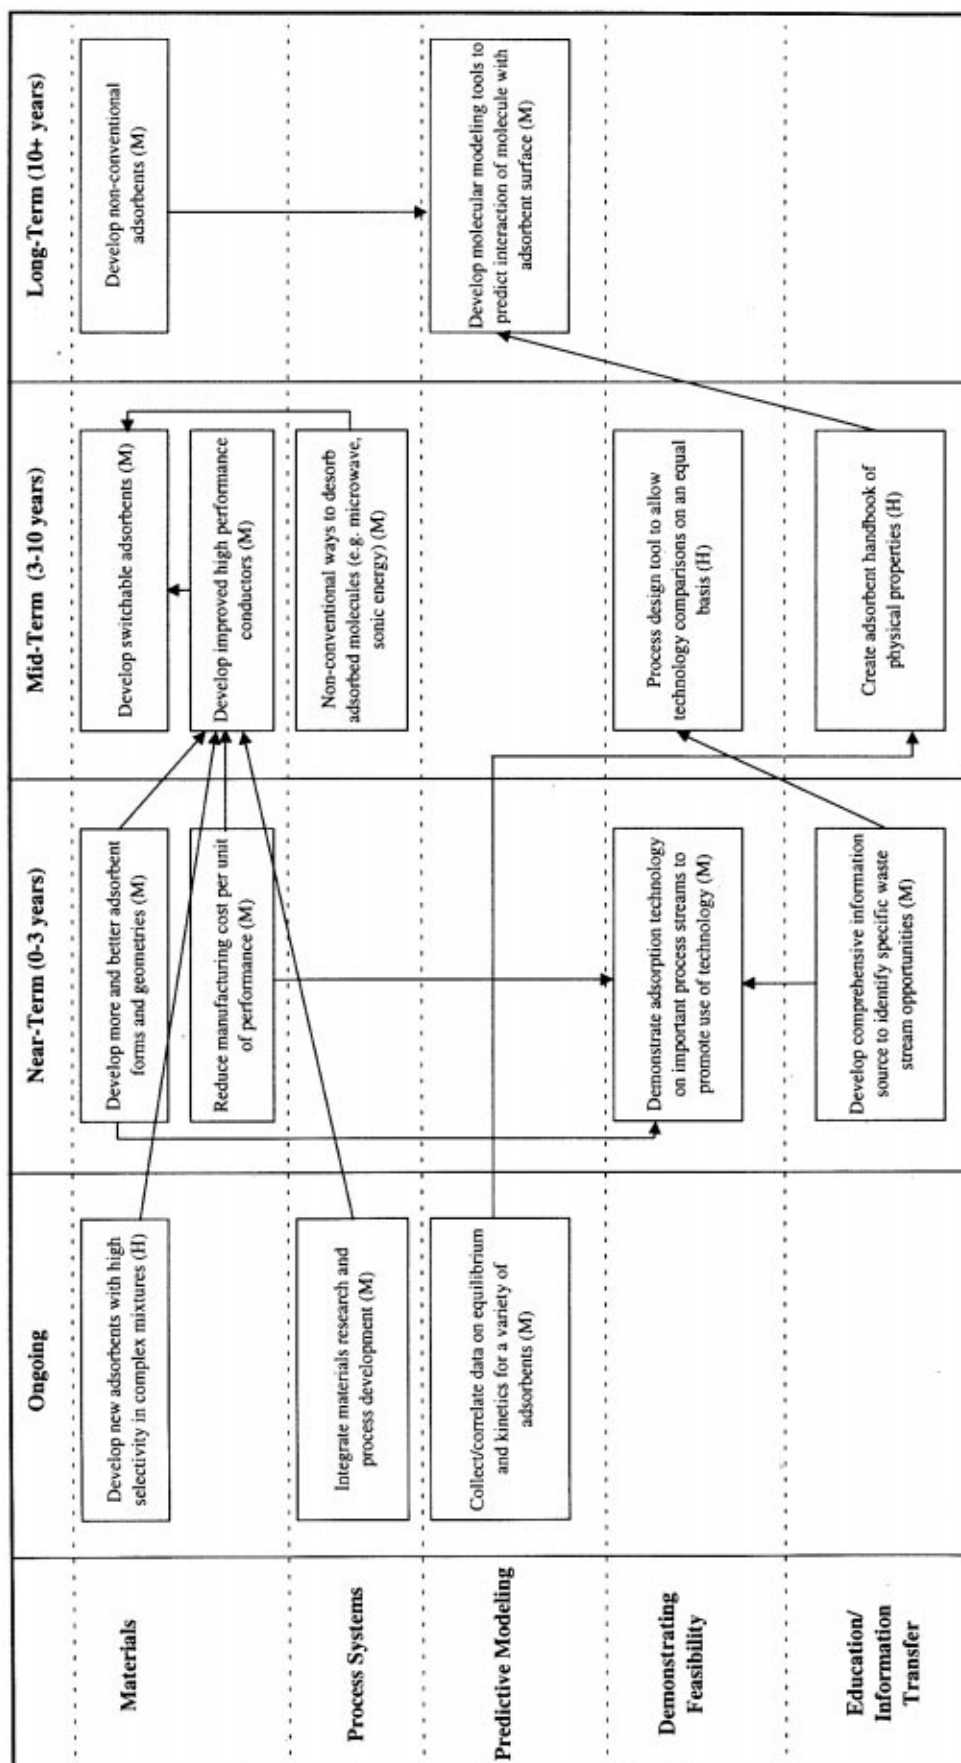 Ongoing
Near-Term (0-3 years)
Mid-Term (3-10 years)
Long-Term (10+ years)
Materials
Develop new adsorbents with high
selectivity in complex mixtures (H)
Develop more and better adsorbent
forms and geometries (M)
Reduce manufacturing cost per unit
of performance (M)
Develop switchable adsorbents (M)
Develop improved high performance
conductors (M)
Develop non-conventional
adsorbents (M)
Process Systems
Integrate materials research and
process development (M)
Non-conventional ways to desorb
adsorbed molecules (e.g. microwave,
sonic energy) (M)
Predictive Modeling
Collect/correlate data on equilibrium
and kinetics for a variety of
adsorbents (M)
Develop molecular modeling tools to
predict interaction of molecule with
adsorbent surface (M)
Demonstrating
Feasibility
Demonstrate adsorption technology
on important process streams to
promote use of technology (M)
Process design tool to allow
technology comparisons on an equal
basis (H)
Education/
Information
Transfer
Develop comprehensive information
source to identify specific waste
stream opportunities (M)
Create adsorbent handbook of
physical properties (H)